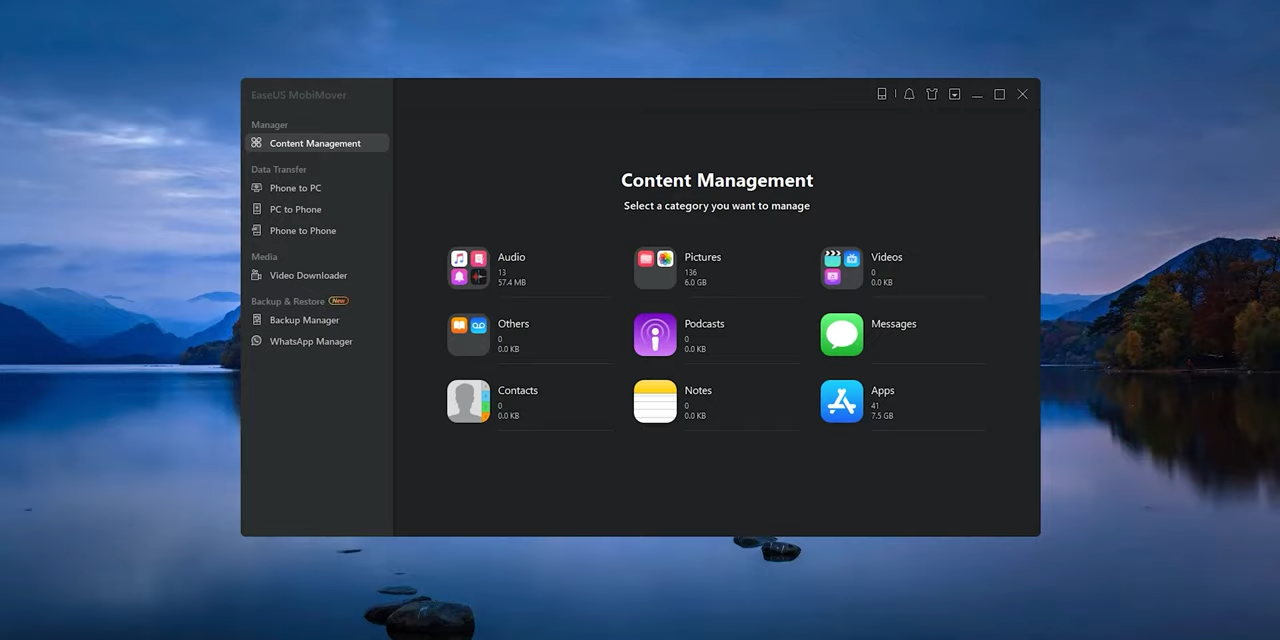 EaseUS MobiMover
Manager
Content Management
Data Transfer
Phone to PC
PC to Phone
Phone to Phone
Media
Video Downloader
Backup & Restore New
Backup Manager
WhatsApp Manager
Content Management
Select a category you want to manage
Audio
13
57.4 MB
Pictures
136
6.0 GB
Videos
0
0.0 KB
Others
0
0.0 KB
Podcasts
0
0.0 KB
Messages
Contacts
0
0.0 KB
Notes
0
0.0 KB
Apps
41
7.5 GB